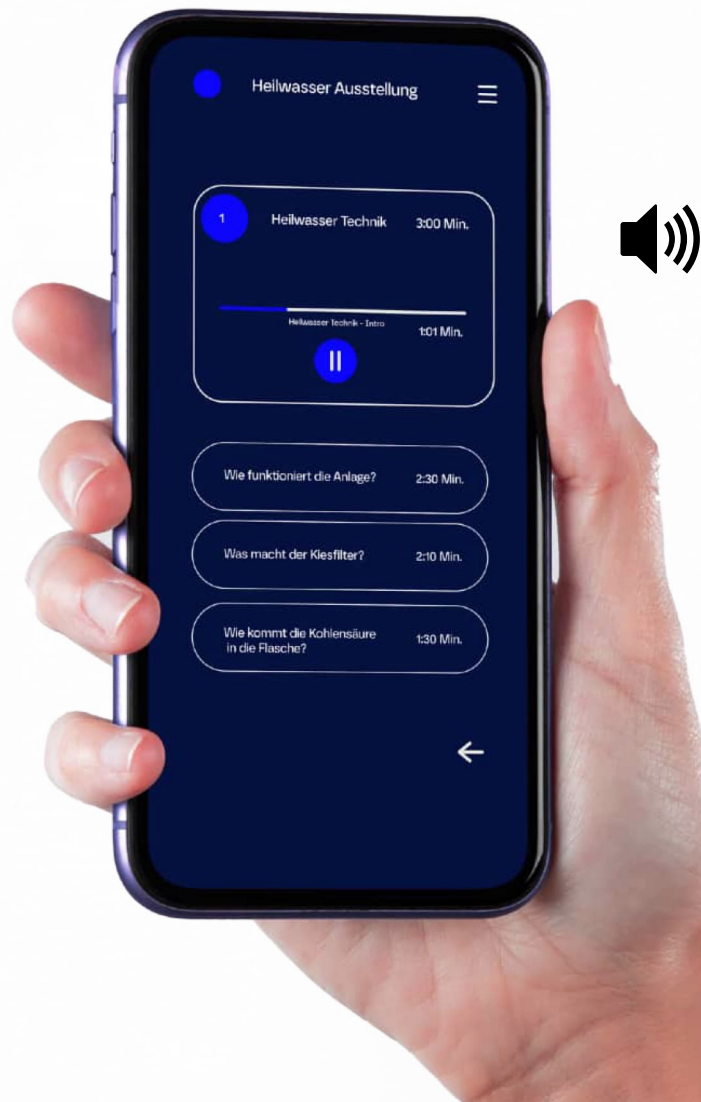 Heilwasser Ausstellung
1 Heilwasser Technik 3:00 Min.
Heilwasser Technik - Intro
1:01 Min.
Wie funktioniert die Anlage? 2:30 Min.
Was macht der Kiesfilter? 2:10 Min.
Wie kommt die Kohlensäure
in die Flasche? 1:30 Min.